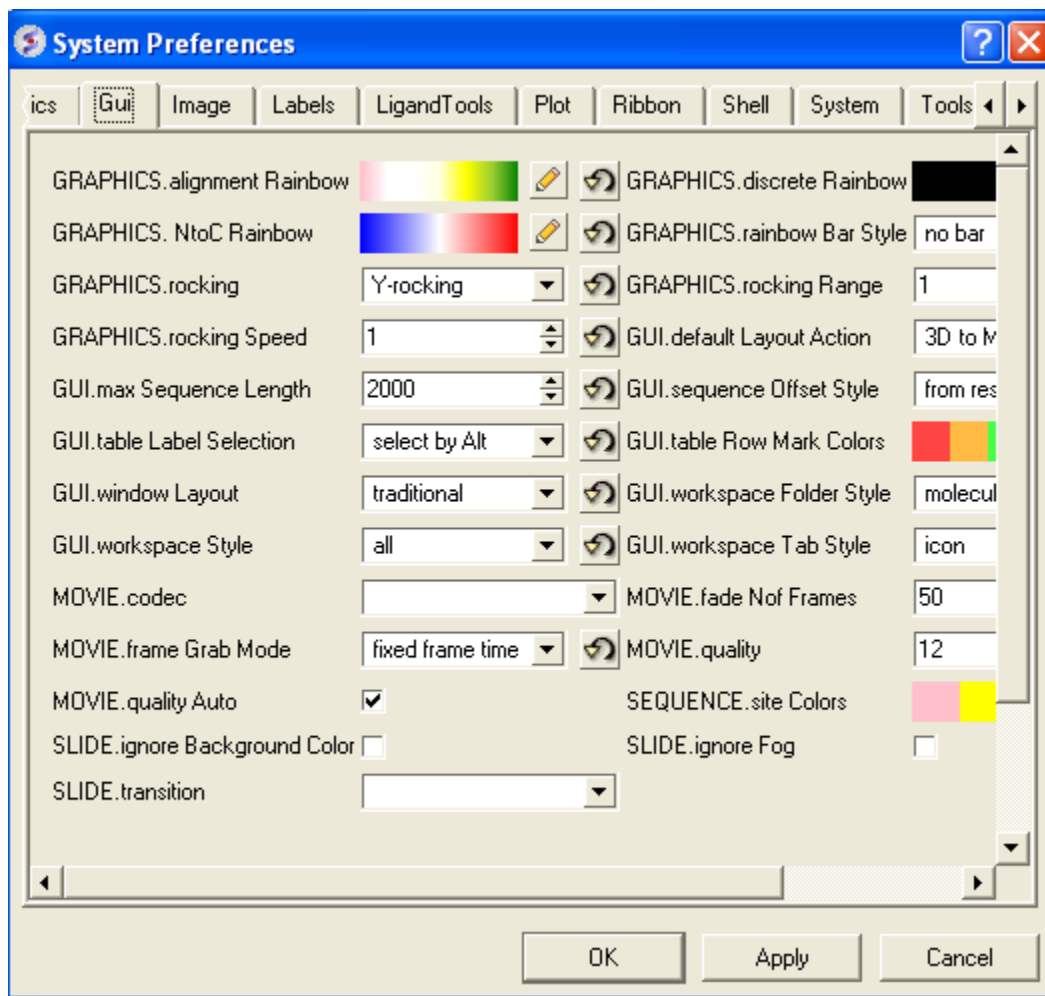 System Preferences
ics Gui Image Labels LigandTools Plot Ribbon Shell System Tools
GRAPHICS.alignment Rainbow GRAPHICS.discrete Rainbow
GRAPHICS. NtoC Rainbow GRAPHICS.rainbow Bar Style no bar
GRAPHICS.rocking Y-rocking GRAPHICS.rocking Range 1
GRAPHICS.rocking Speed 1 GUI.default Layout Action 3D to M
GUI.max Sequence Length 2000 GUI.sequence Offset Style from res
GUI.table Label Selection select by Alt GUI.table Row Mark Colors
GUI.window Layout traditional GUI.workspace Folder Style molecul
GUI.workspace Style all GUI.workspace Tab Style icon
MOVIE.codec MOVIE.fade Nof Frames 50
MOVIE.frame Grab Mode fixed frame time MOVIE.quality 12
MOVIE.quality Auto SEQUENCE.site Colors
SLIDE.ignore Background Color SLIDE.ignore Fog
SLIDE.transition
OK Apply Cancel